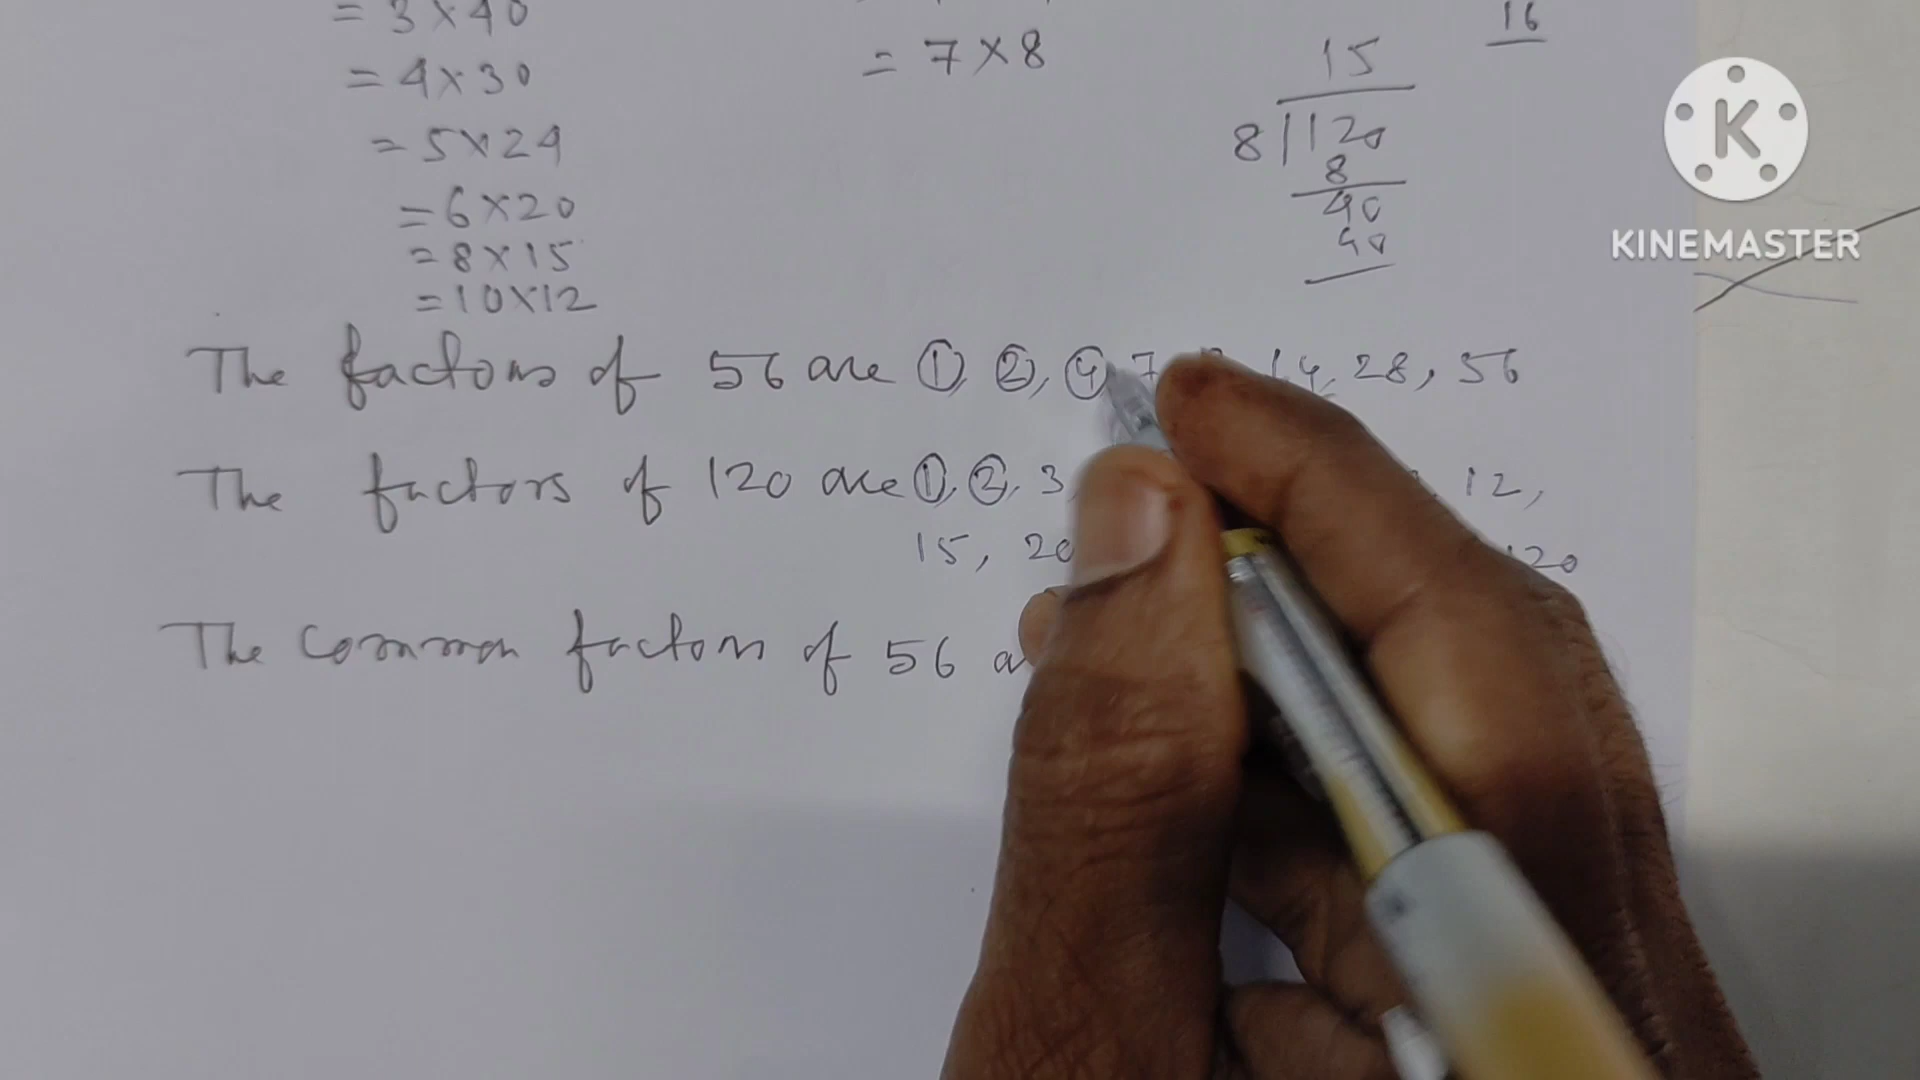 = 3 × 40
= 4 × 30
= 5 × 24
= 6 × 20
= 8 × 15
= 10 × 12
= 7 × 8
15
8 120
8
40
40
16
KINEMASTER
The factors of 56 are 1, 2, 4, 7 14, 28, 56
The factors of 120 are 1, 2, 3, 12,
15, 20 120
The common factors of 56